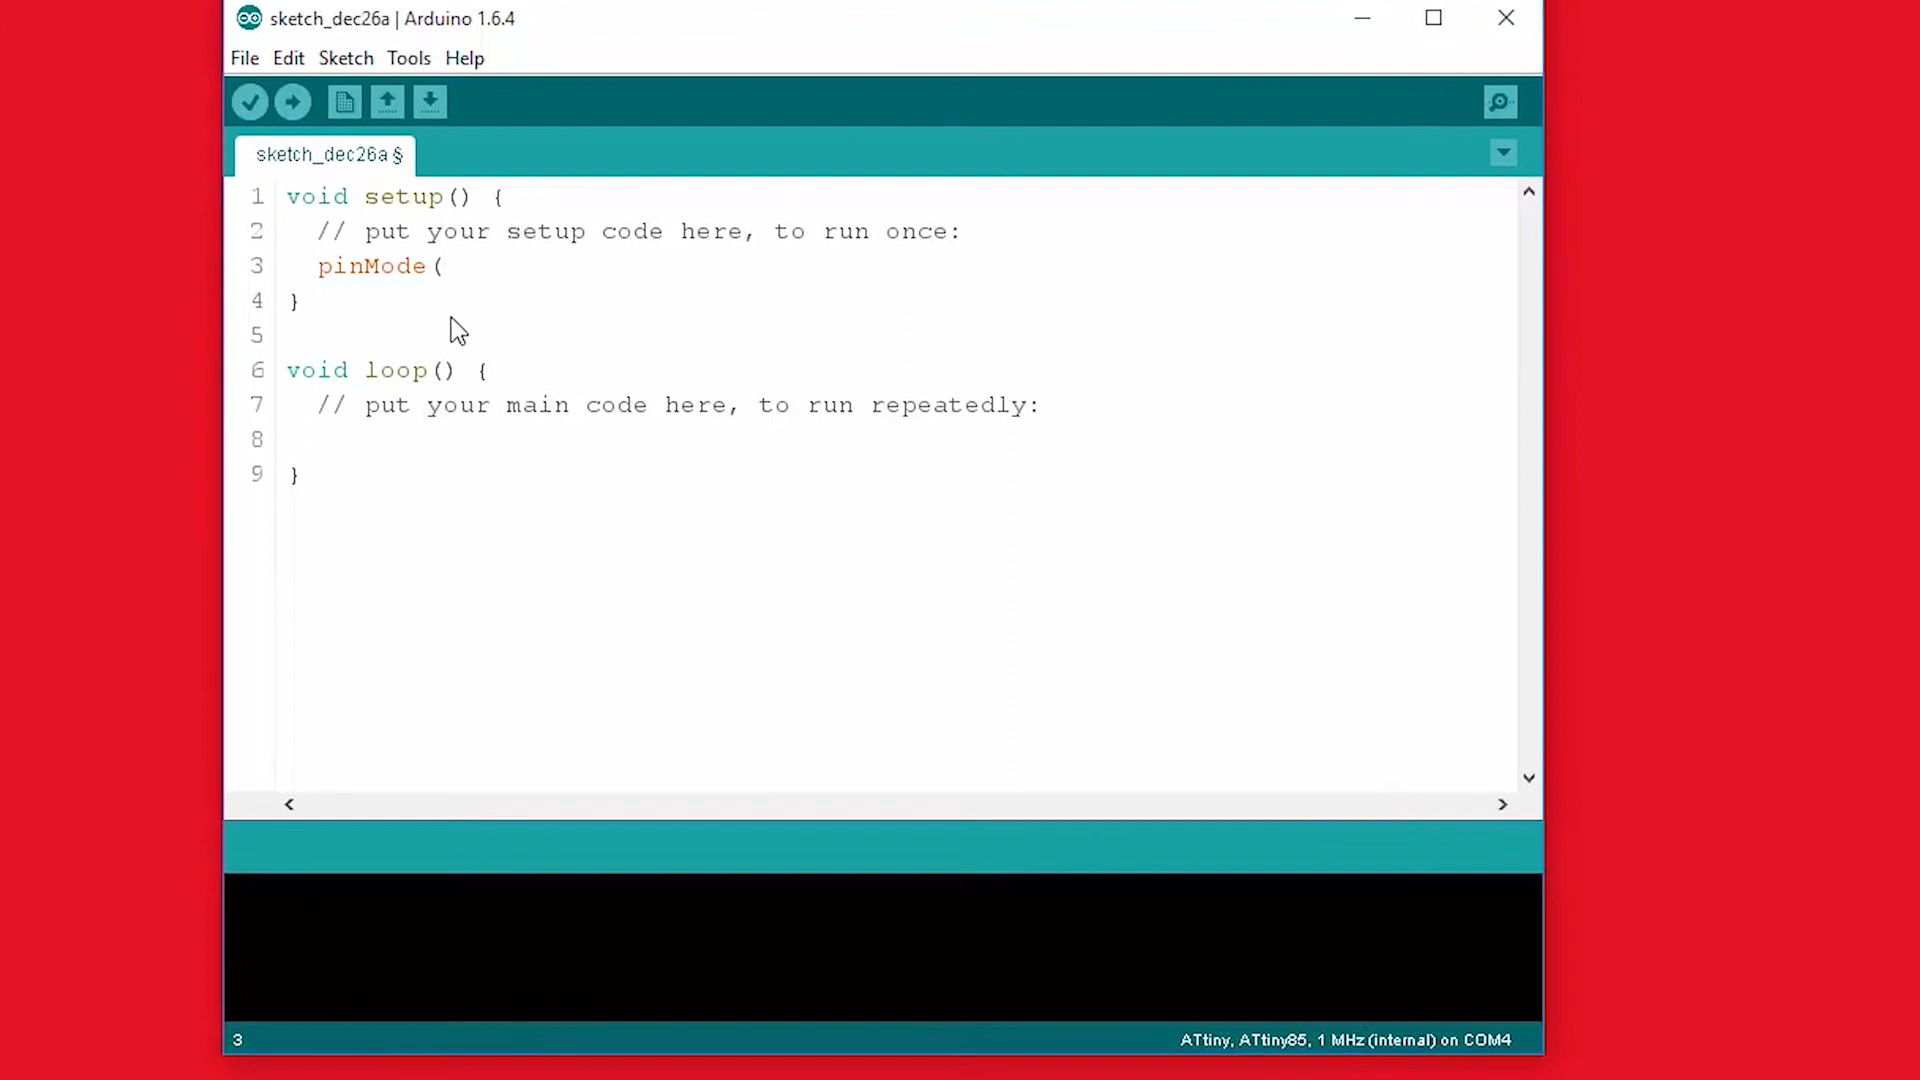 sketch_dec26a | Arduino 1.6.4
File Edit Sketch Tools Help
sketch_dec26a §
1 void setup() {
2 // put your setup code here, to run once:
3 pinMode(
4 }
5
6 void loop() {
7 // put your main code here, to run repeatedly:
8
9 }
3 ATtiny, ATtiny85, 1 MHz (internal) on COM4